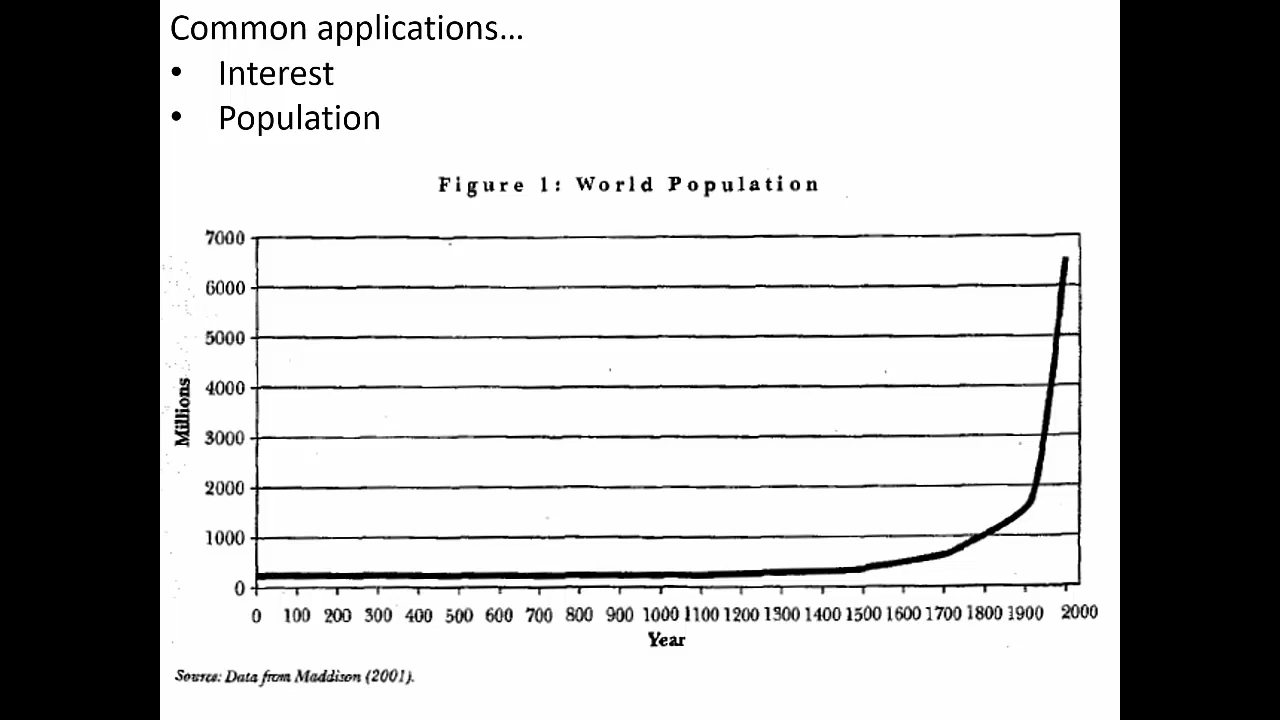 Common applications…
• Interest
• Population
Figure 1: World Population
7000
6000
5000
4000
3000
2000
1000
0
Millions
0 100 200 300 400 500 600 700 800 900 1000 1100 1200 1300 1400 1500 1600 1700 1800 1900 2000
Year
Source: Data from Maddison (2001).